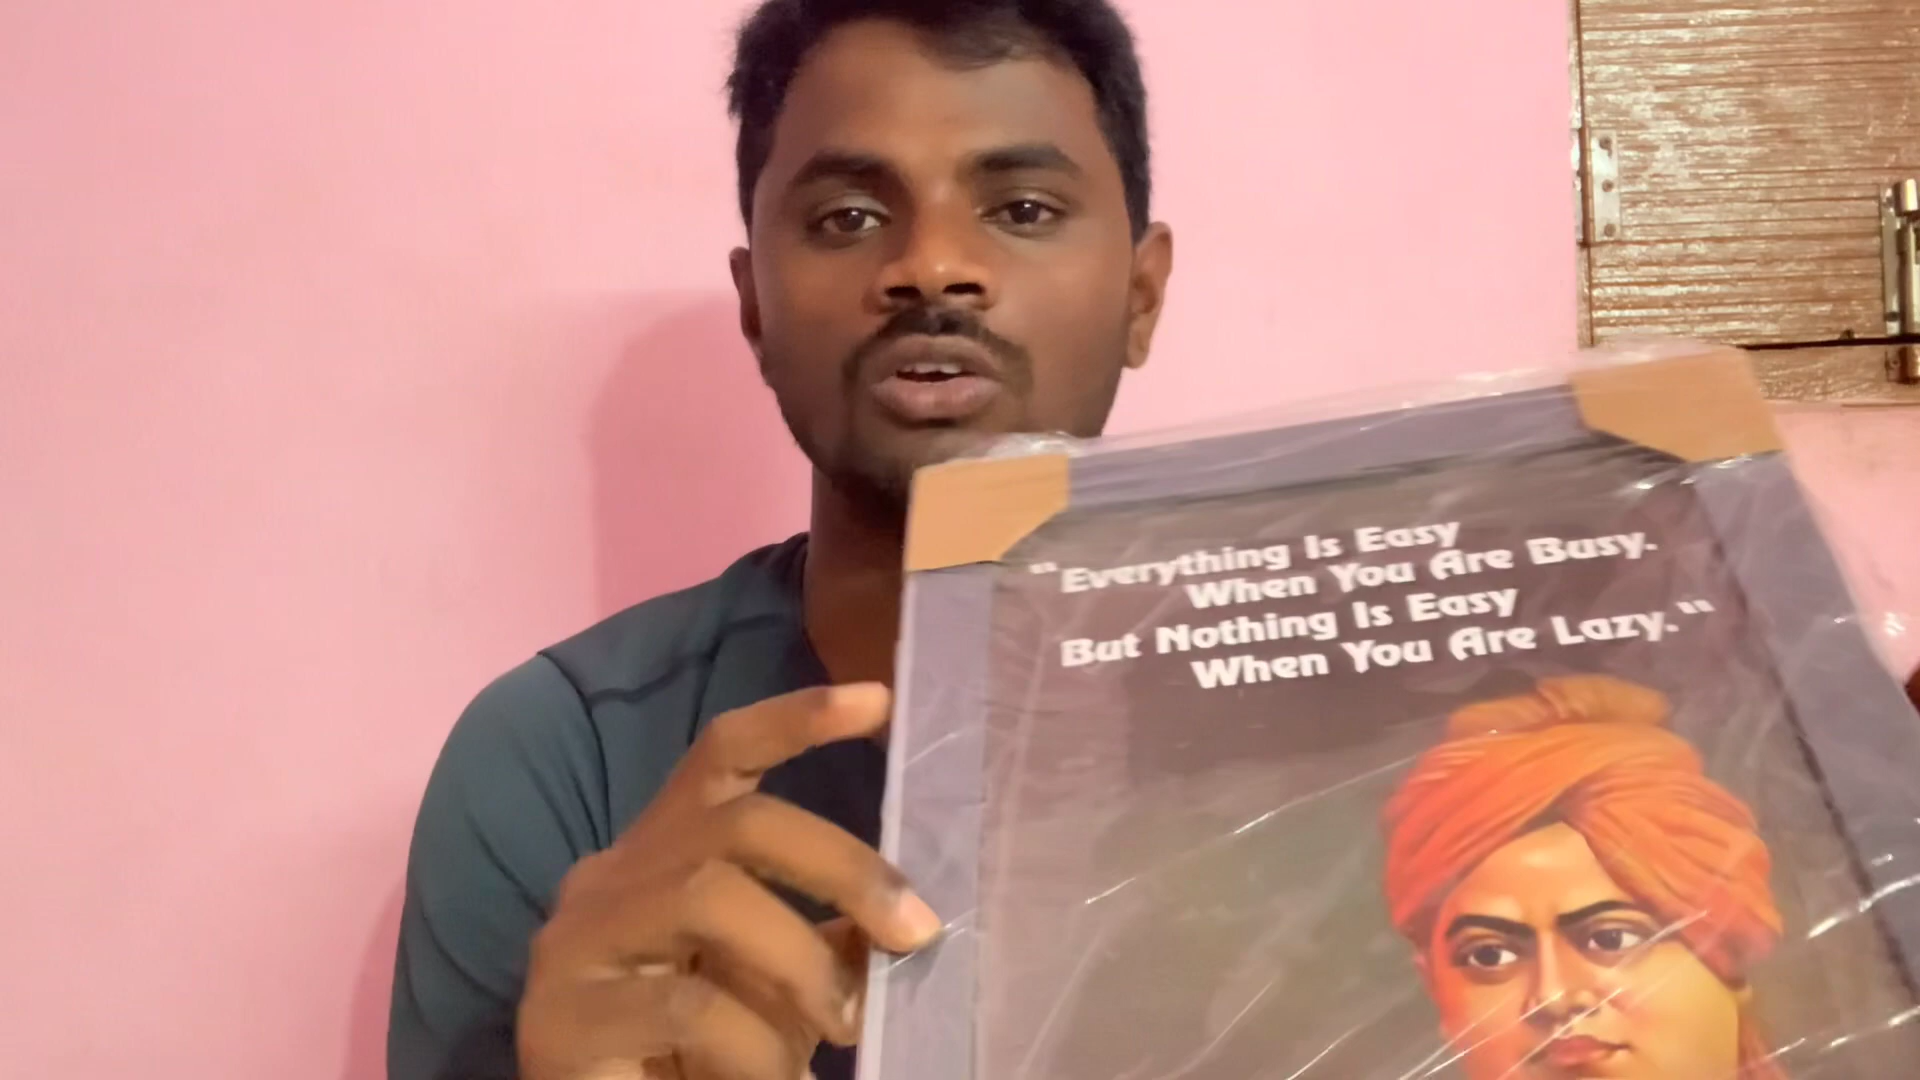 "Everything Is Easy
When You Are Busy.
But Nothing Is Easy
When You Are Lazy."